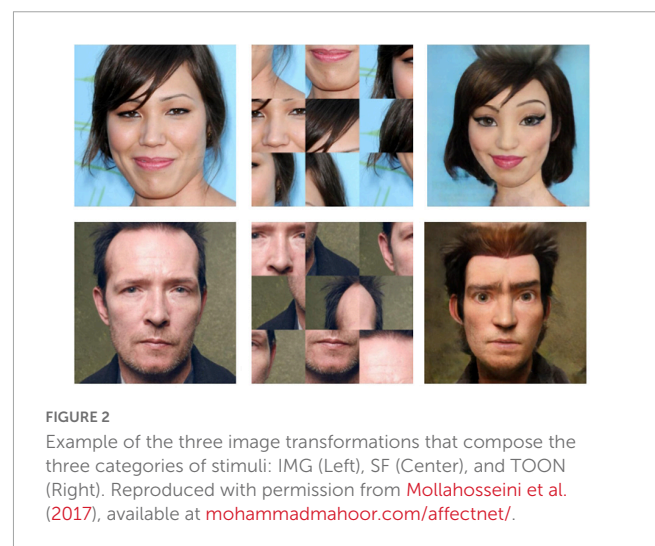 FIGURE 2
Example of the three image transformations that compose the
three categories of stimuli: IMG (Left), SF (Center), and TOON
(Right). Reproduced with permission from Mollahosseini et al.
(2017), available at mohammadmahoor.com/affectnet/.